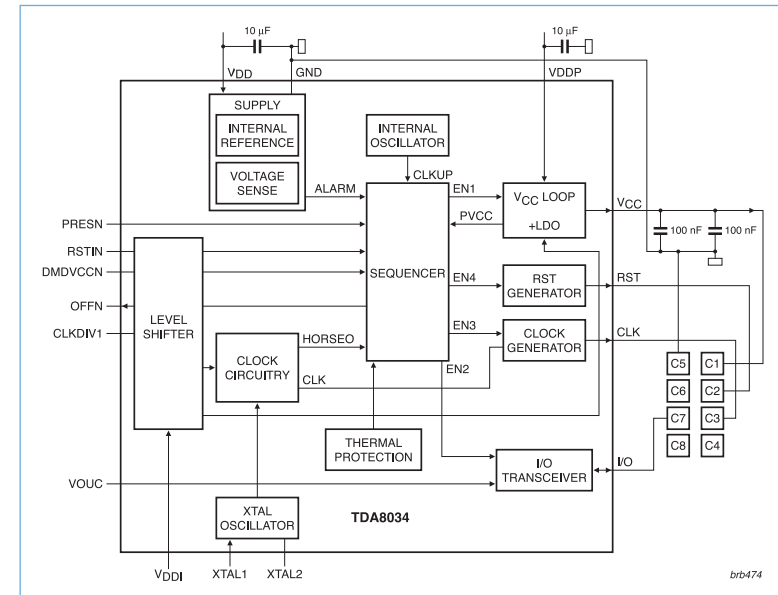 10 μF
10 μF
VDD
GND
VDDP
SUPPLY
INTERNAL
REFERENCE
VOLTAGE
SENSE
INTERNAL
OSCILLATOR
CLKUP
ALARM
EN1
PVCC
VCC LOOP
+LDO
VCC
100 nF
100 nF
PRESN
RSTIN
DMDVCCN
OFFN
CLKDIV1
LEVEL
SHIFTER
SEQUENCER
EN4
RST
GENERATOR
RST
EN3
CLOCK
GENERATOR
CLK
HORSEO
CLOCK
CIRCUITRY
CLK
EN2
C5
C1
C6
C2
C7
C3
C8
C4
THERMAL
PROTECTION
I/O
TRANSCEIVER
I/O
VOUC
XTAL
OSCILLATOR
TDA8034
VDDI
XTAL1
XTAL2
brb474